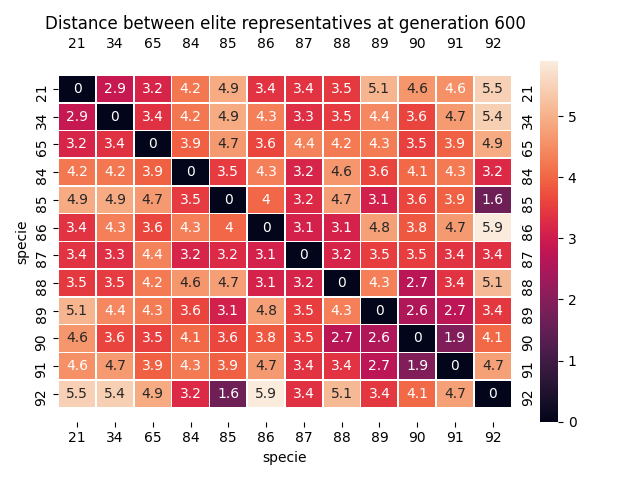 Distance between elite representatives at generation 600
21 34 65 84 85 86 87 88 89 90 91 92
21 0 2.9 3.2 4.2 4.9 3.4 3.4 3.5 5.1 4.6 4.6 5.5 21
34 2.9 0 3.4 4.2 4.9 4.3 3.3 3.5 4.4 3.6 4.7 5.4 34
65 3.2 3.4 0 3.9 4.7 3.6 4.4 4.2 4.3 3.5 3.9 4.9 65
84 4.2 4.2 3.9 0 3.5 4.3 3.2 4.6 3.6 4.1 4.3 3.2 84
85 4.9 4.9 4.7 3.5 0 4 3.2 4.7 3.1 3.6 3.9 1.6 85
86 3.4 4.3 3.6 4.3 4 0 3.1 3.1 4.8 3.8 4.7 5.9 86
87 3.4 3.3 4.4 3.2 3.2 3.1 0 3.2 3.5 3.5 3.4 3.4 87
88 3.5 3.5 4.2 4.6 4.7 3.1 3.2 0 4.3 2.7 3.4 5.1 88
89 5.1 4.4 4.3 3.6 3.1 4.8 3.5 4.3 0 2.6 2.7 3.4 89
90 4.6 3.6 3.5 4.1 3.6 3.8 3.5 2.7 2.6 0 1.9 4.1 90
91 4.6 4.7 3.9 4.3 3.9 4.7 3.4 3.4 2.7 1.9 0 4.7 91
92 5.5 5.4 4.9 3.2 1.6 5.9 3.4 5.1 3.4 4.1 4.7 0 92
21 34 65 84 85 86 87 88 89 90 91 92
specie
specie
5
4
3
2
1
0